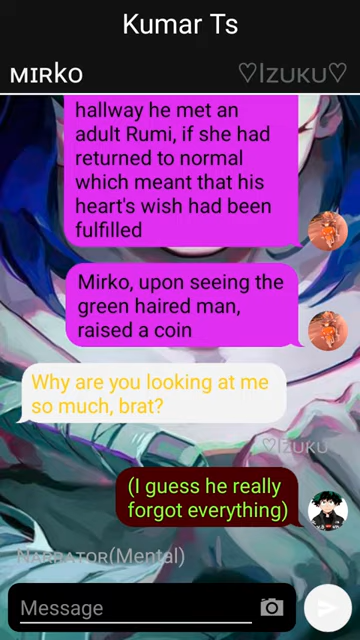 Kumar Ts
MIRKO
♡IZUKU♡
hallway he met an
adult Rumi, if she had
returned to normal
which meant that his
heart's wish had been
fulfilled
Mirko, upon seeing the
green haired man,
raised a coin
Why are you looking at me
so much, brat?
♡IZUKU
(I guess he really
forgot everything)
NARRATOR(Mental)
Message